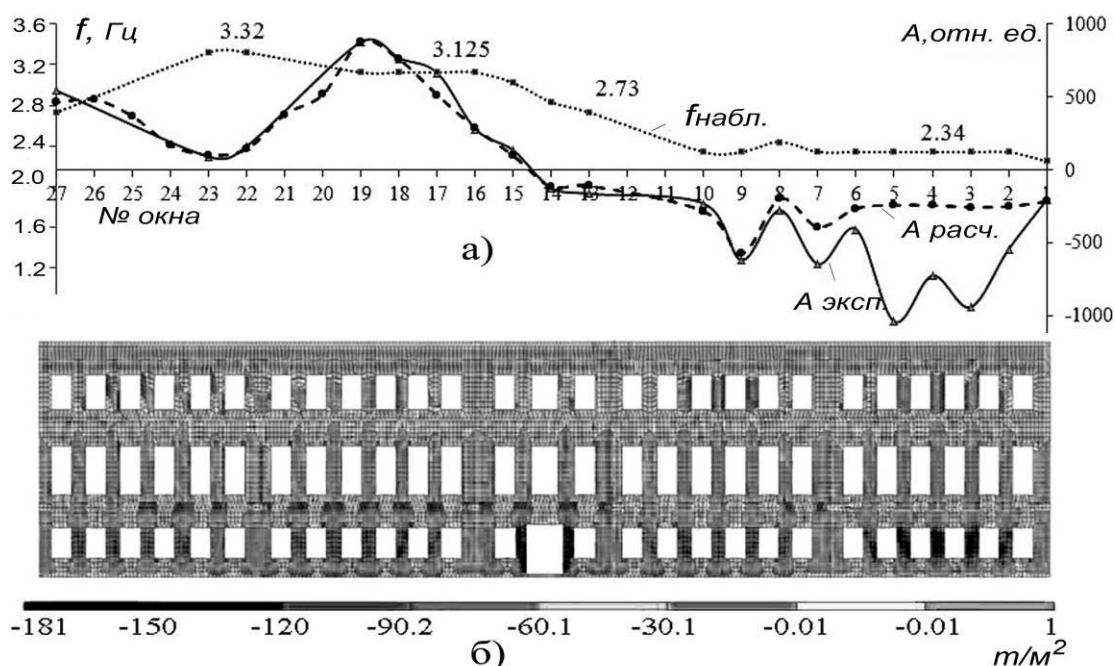 3.6 f, Гц 3.32 A,отн. ед. 1000
3.2 3.125
2.8 2.73 500
2.4 fнабл. 2.34
2.0 0
27 26 25 24 23 22 21 20 19 18 17 16 15 14 13 12 11 10 9 8 7 6 5 4 3 2 1
№ окна
1.6 а) А расч. -500
1.2 А эксп.
-1000
-181 -150 -120 -90.2 -60.1 -30.1 -0.01 -0.01 1
б) т/м²